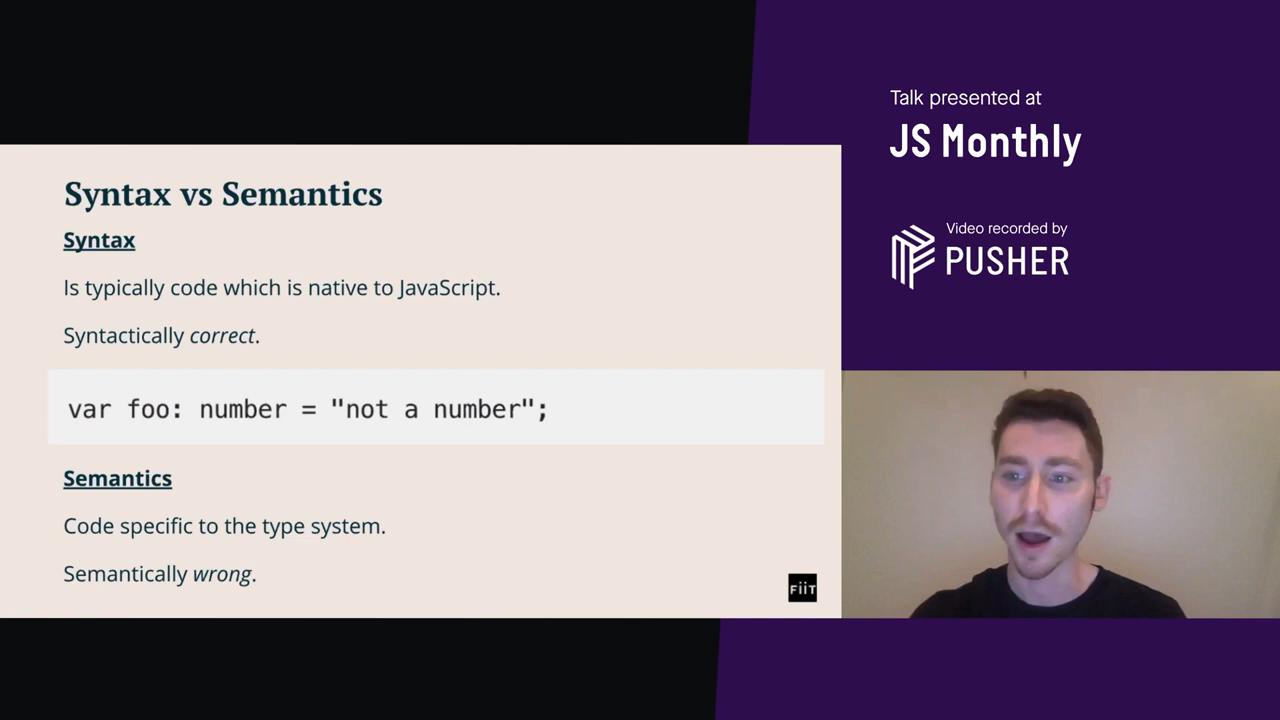 Syntax vs Semantics
Syntax
Is typically code which is native to JavaScript.
Syntactically correct.
var foo: number = "not a number";
Semantics
Code specific to the type system.
Semantically wrong.
FiiT
Talk presented at
JS Monthly
Video recorded by
PUSHER